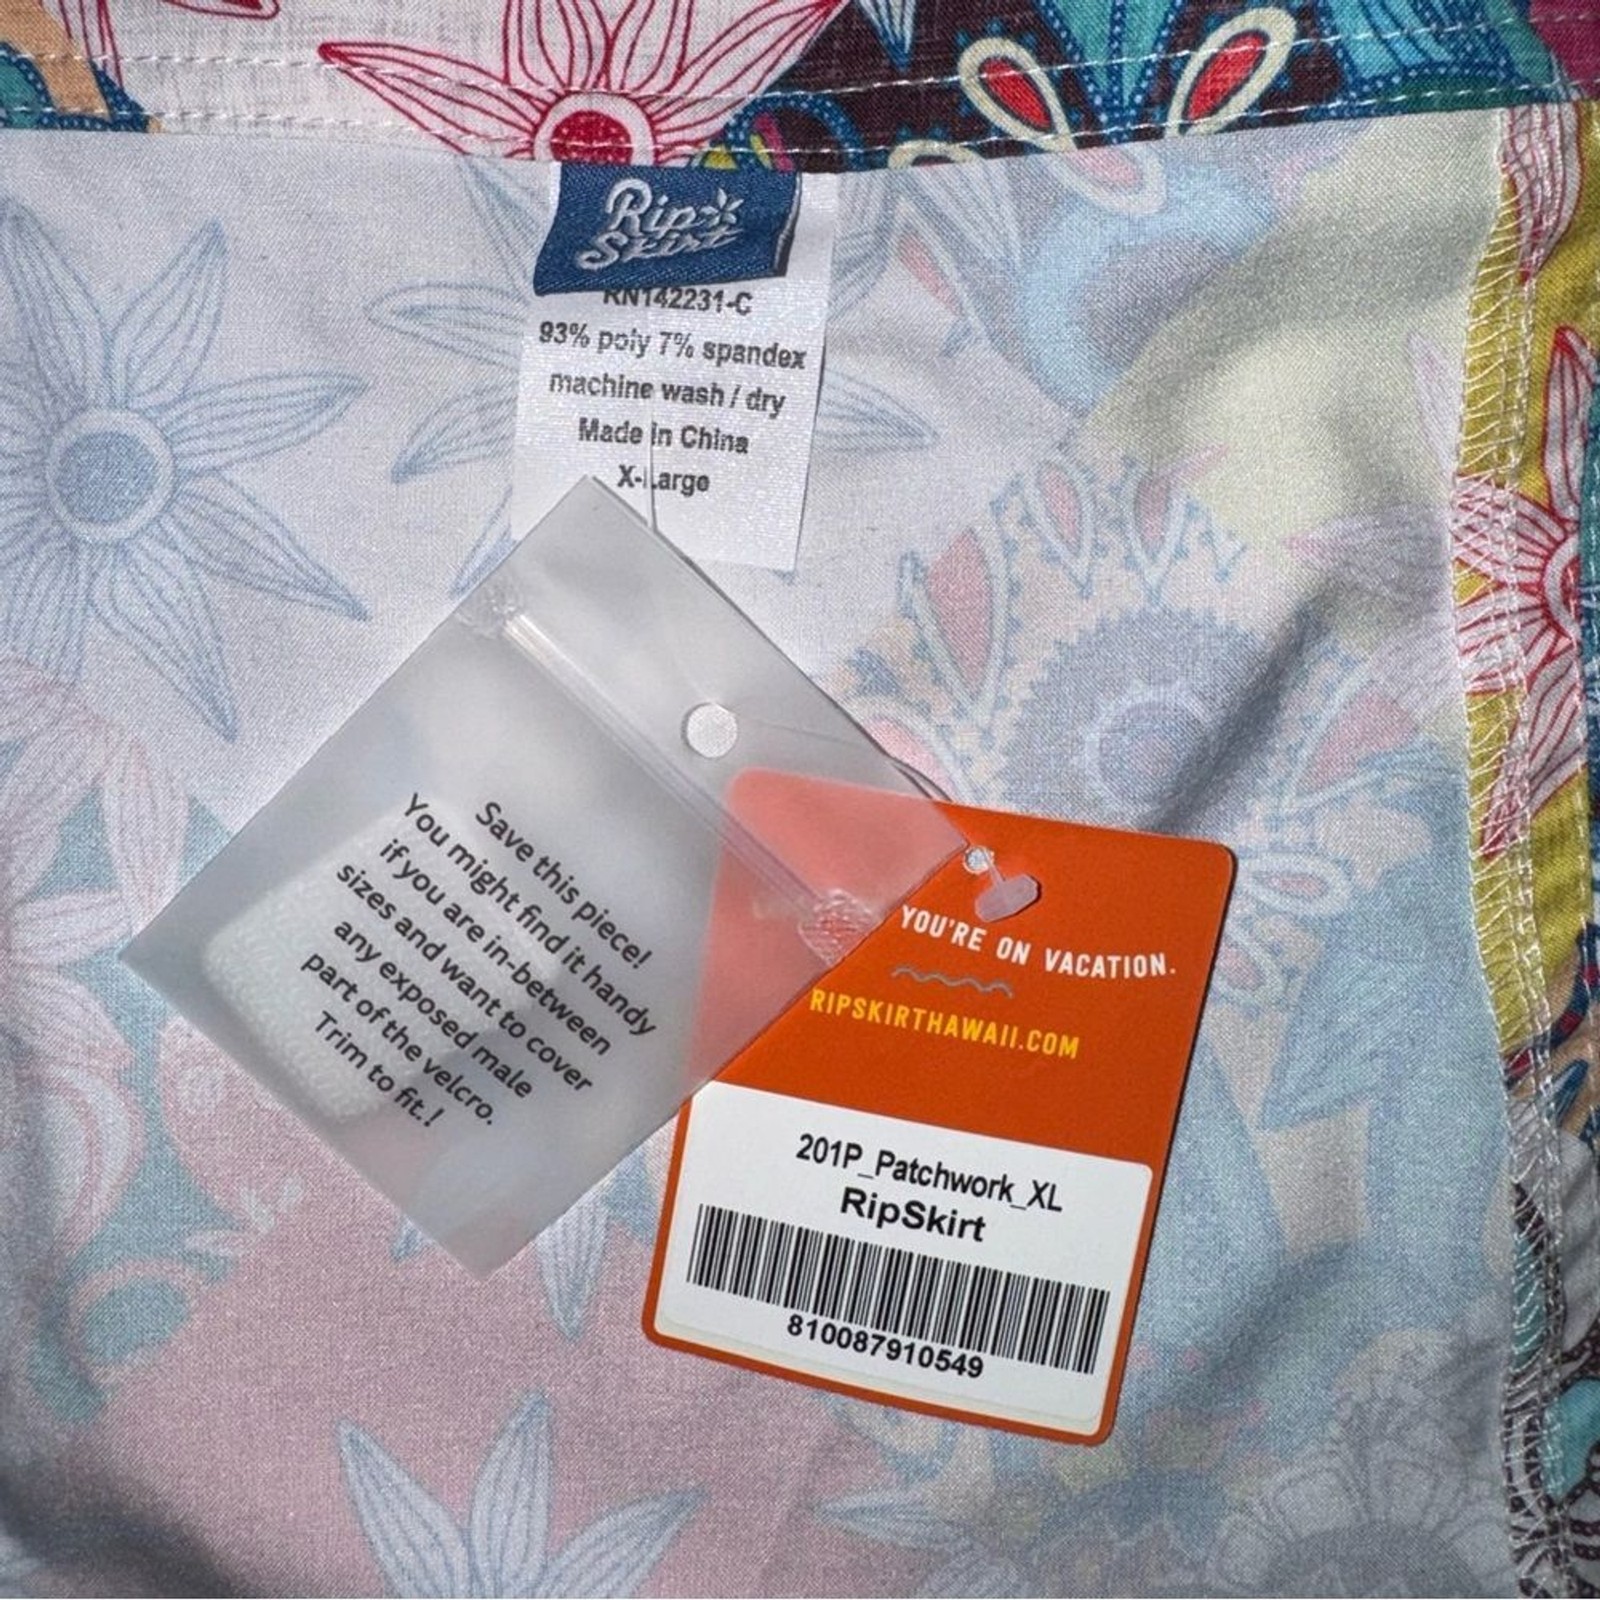 Rip
Skirt
RN142231-C
93% poly 7% spandex
machine wash / dry
Made in China
X-Large
Save this piece!
You might find it handy
if you are in-between
sizes and want to cover
any exposed male
part of the velcro.
Trim to fit.!
YOU'RE ON VACATION.
RIPSKIRTHAWAII.COM
201P_Patchwork_XL
RipSkirt
810087910549